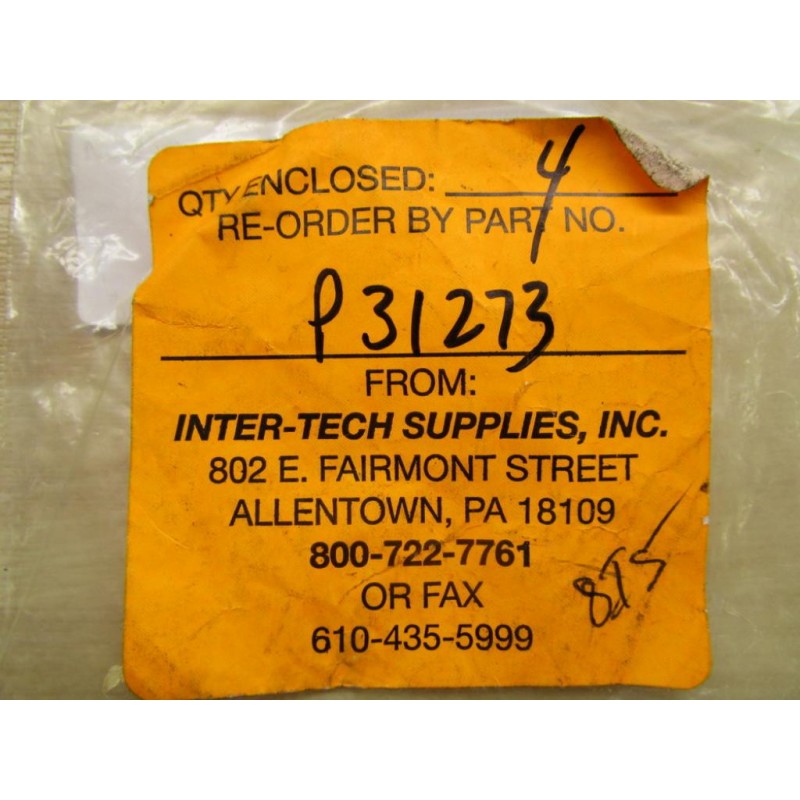 QTY ENCLOSED: 4
RE-ORDER BY PART NO.
P31273
FROM:
INTER-TECH SUPPLIES, INC.
802 E. FAIRMONT STREET
ALLENTOWN, PA 18109
800-722-7761
OR FAX
610-435-5999